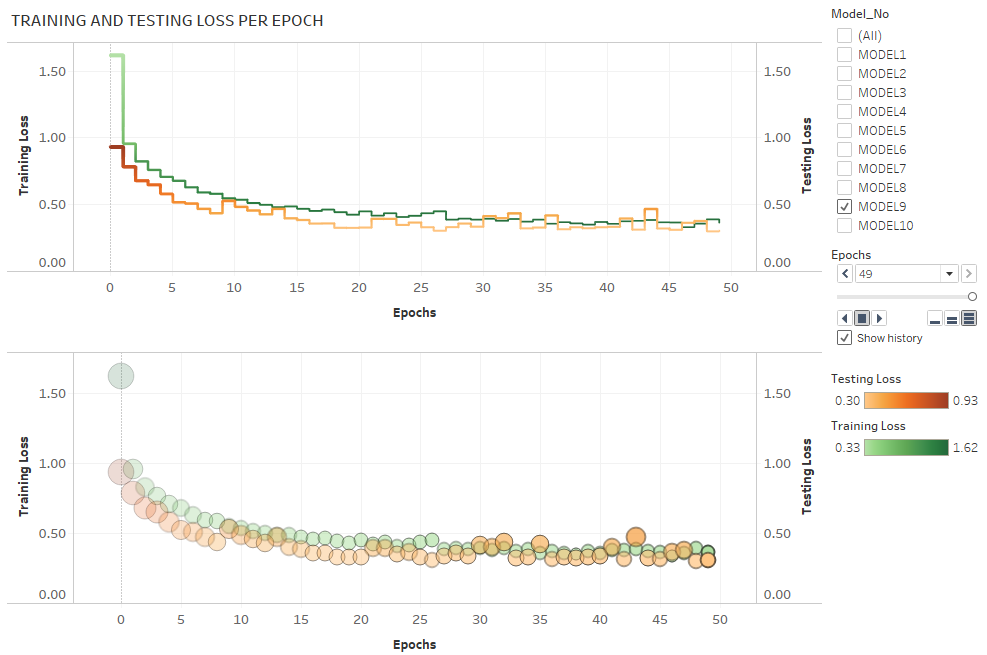 TRAINING AND TESTING LOSS PER EPOCH
1.50
1.00
0.50
0.00
Training Loss
1.50
1.00
0.50
0.00
Testing Loss
0 5 10 15 20 25 30 35 40 45 50
Epochs
1.50
1.00
0.50
0.00
Training Loss
1.50
1.00
0.50
0.00
Testing Loss
0 5 10 15 20 25 30 35 40 45 50
Epochs
Model_No
(All)
MODEL1
MODEL2
MODEL3
MODEL4
MODEL5
MODEL6
MODEL7
MODEL8
MODEL9
MODEL10
Epochs
49
Show history
Testing Loss
0.30 0.93
Training Loss
0.33 1.62